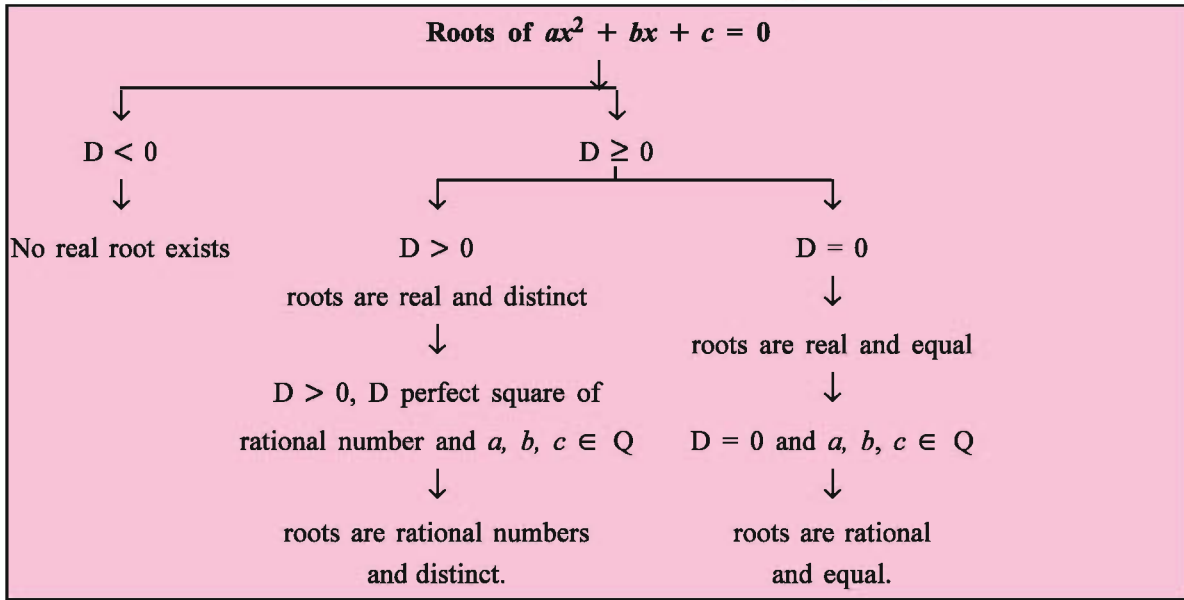 Roots of ax² + bx + c = 0
D < 0
D ≥ 0
No real root exists
D > 0
D = 0
roots are real and distinct
roots are real and equal
D > 0, D perfect square of
rational number and a, b, c ∈ Q
D = 0 and a, b, c ∈ Q
roots are rational numbers
and distinct.
roots are rational
and equal.